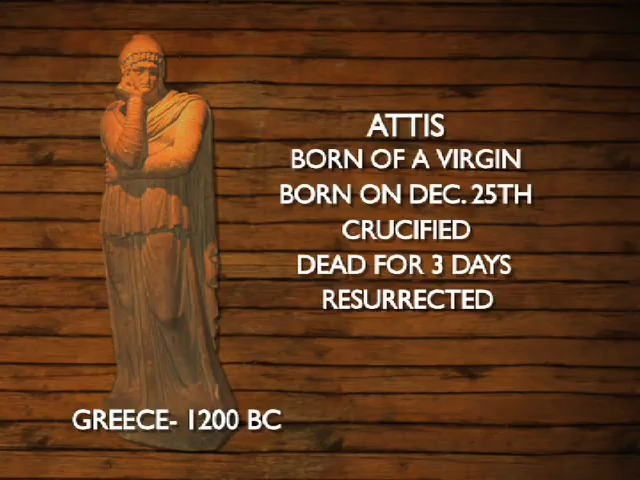 ATTIS
BORN OF A VIRGIN
BORN ON DEC. 25TH
CRUCIFIED
DEAD FOR 3 DAYS
RESURRECTED
GREECE- 1200 BC